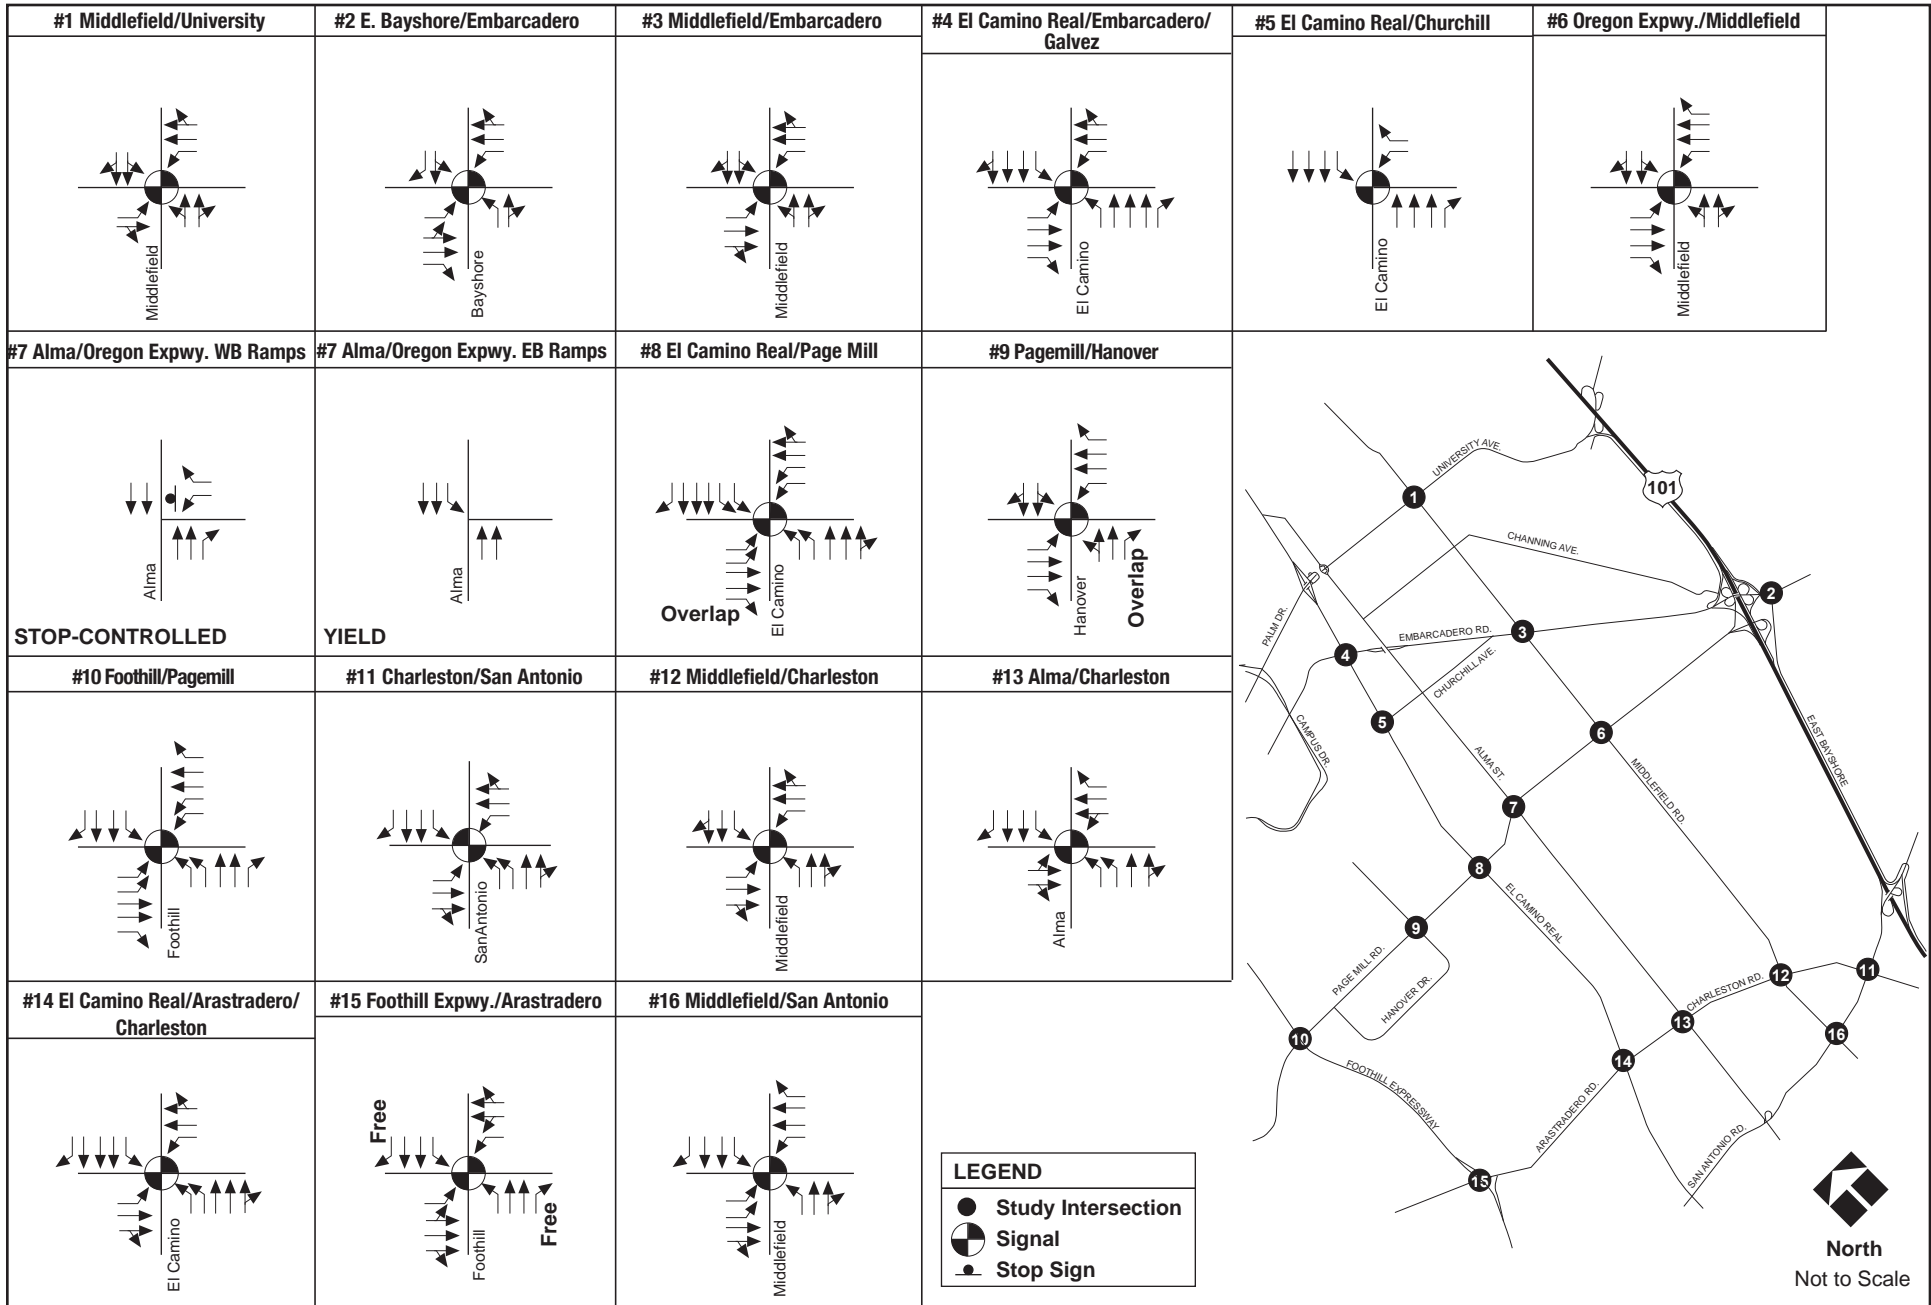 #1 Middlefield/University
#2 E. Bayshore/Embarcadero
#3 Middlefield/Embarcadero
#4 El Camino Real/Embarcadero/
Galvez
#5 El Camino Real/Churchill
#6 Oregon Expwy./Middlefield
Middlefield
Bayshore
Middlefield
El Camino
El Camino
Middlefield
#7 Alma/Oregon Expwy. WB Ramps
#7 Alma/Oregon Expwy. EB Ramps
#8 El Camino Real/Page Mill
#9 Pagemill/Hanover
Alma
STOP-CONTROLLED
Alma
YIELD
Overlap
El Camino
Hanover
Overlap
#10 Foothill/Pagemill
#11 Charleston/San Antonio
#12 Middlefield/Charleston
#13 Alma/Charleston
Foothill
SanAntonio
Middlefield
Alma
#14 El Camino Real/Arastradero/
Charleston
#15 Foothill Expwy./Arastradero
#16 Middlefield/San Antonio
El Camino
Free
Foothill
Free
Middlefield
LEGEND
Study Intersection
Signal
Stop Sign
UNIVERSITY AVE.
101
1
CHANNING AVE.
2
PALM DR.
EMBARCADERO RD.
3
4
CHURCHILL AVE.
5
CAMPUS DR.
6
ALMA ST.
MIDDLEFIELD RD.
EAST BAYSHORE
7
8
EL CAMINO REAL
9
PAGE MILL RD.
HANOVER DR.
12
11
CHARLESTON RD.
13
16
10
14
FOOTHILL EXPRESSWAY
ARASTRADERO RD.
SAN ANTONIO RD.
15
North
Not to Scale